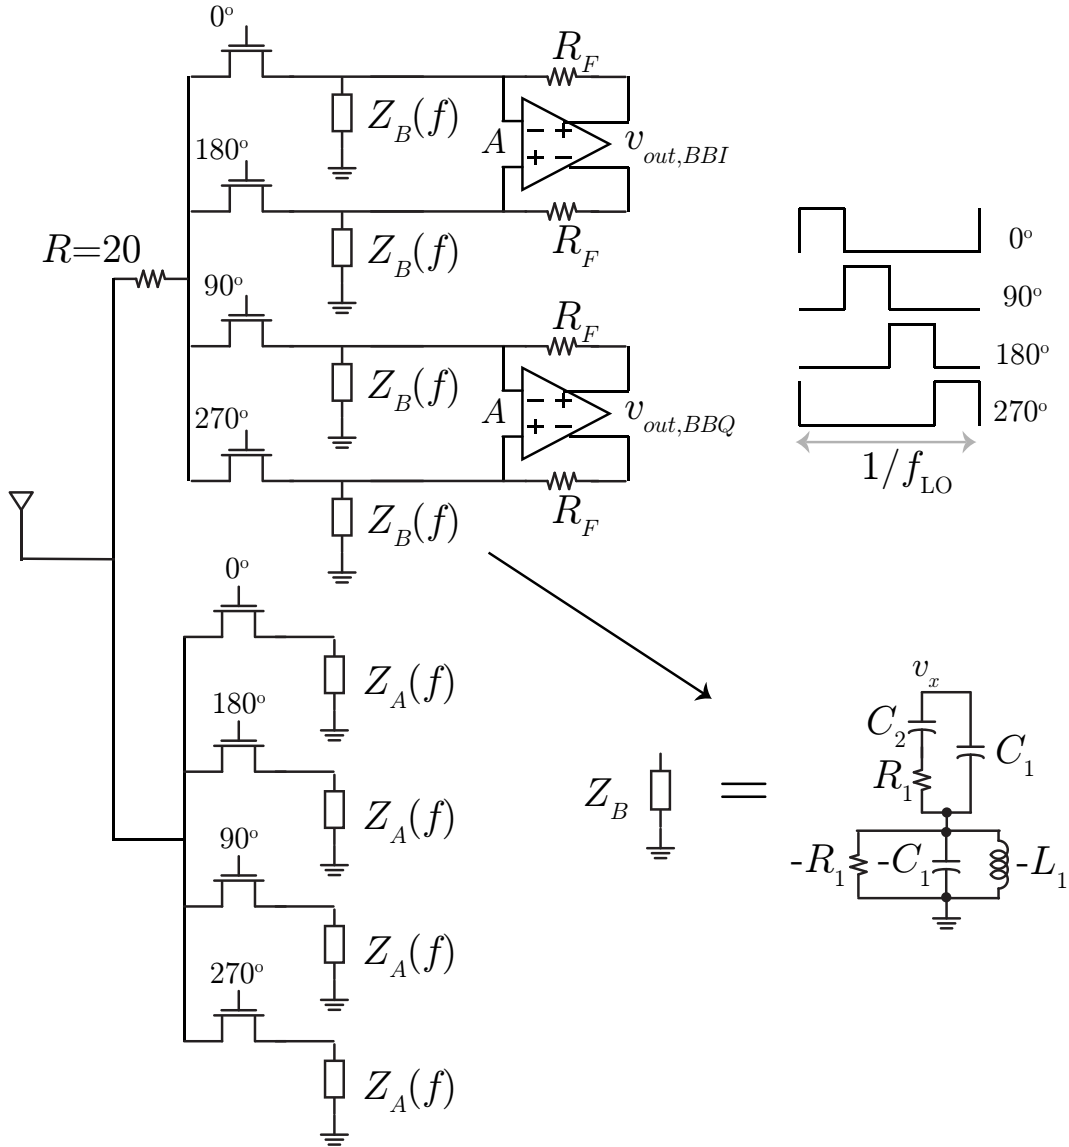 0°
R_F
Z_B(f)
A
v_out,BBI
180°
Z_B(f)
R_F
R=20
90°
R_F
Z_B(f)
A
v_out,BBQ
270°
Z_B(f)
R_F
0°
90°
180°
270°
1/f_LO
0°
Z_A(f)
180°
Z_A(f)
90°
Z_A(f)
270°
Z_A(f)
Z_B
=
v_x
C_2
C_1
R_1
-R_1
-C_1
-L_1